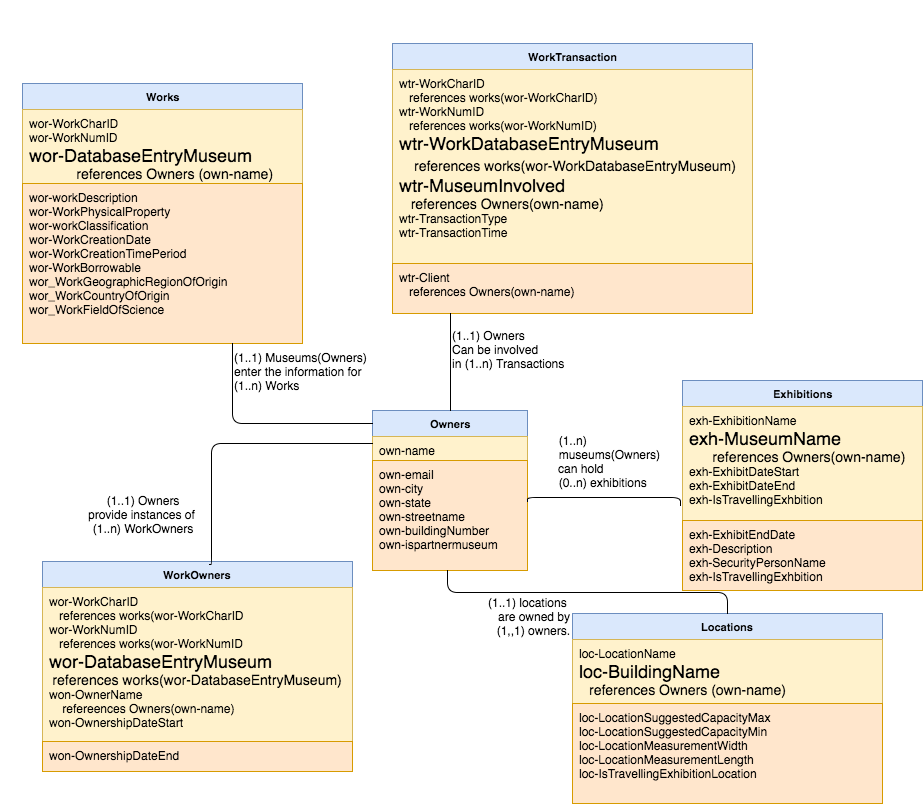 WorkTransaction
wtr-WorkCharID
references works(wor-WorkCharID)
wtr-WorkNumID
references works(wor-WorkNumID)
wtr-WorkDatabaseEntryMuseum
references works(wor-WorkDatabaseEntryMuseum)
wtr-MuseumInvolved
references Owners(own-name)
wtr-TransactionType
wtr-TransactionTime
wtr-Client
references Owners(own-name)
Works
wor-WorkCharID
wor-WorkNumID
wor-DatabaseEntryMuseum
references Owners (own-name)
wor-workDescription
wor-WorkPhysicalProperty
wor-workClassification
wor-WorkCreationDate
wor-WorkCreationTimePeriod
wor-WorkBorrowable
wor_WorkGeographicRegionOfOrigin
wor_WorkCountryOfOrigin
wor_WorkFieldOfScience
(1..1) Museums(Owners)
enter the information for
(1..n) Works
(1..1) Owners
Can be involved
in (1..n) Transactions
Owners
own-name
own-email
own-city
own-state
own-streetname
own-buildingNumber
own-ispartnermuseum
(1..n)
museums(Owners)
can hold
(0..n) exhibitions
Exhibitions
exh-ExhibitionName
exh-MuseumName
references Owners(own-name)
exh-ExhibitDateStart
exh-ExhibitDateEnd
exh-IsTravellingExhbition
exh-ExhibitEndDate
exh-Description
exh-SecurityPersonName
exh-IsTravellingExhbition
(1..1) Owners
provide instances of
(1..n) WorkOwners
WorkOwners
wor-WorkCharID
references works(wor-WorkCharID
wor-WorkNumID
references works(wor-WorkNumID
wor-DatabaseEntryMuseum
references works(wor-DatabaseEntryMuseum)
won-OwnerName
refereences Owners(own-name)
won-OwnershipDateStart
won-OwnershipDateEnd
(1..1) locations
are owned by
(1,,1) owners.
Locations
loc-LocationName
loc-BuildingName
references Owners (own-name)
loc-LocationSuggestedCapacityMax
loc-LocationSuggestedCapacityMin
loc-LocationMeasurementWidth
loc-LocationMeasurementLength
loc-IsTravellingExhibitionLocation